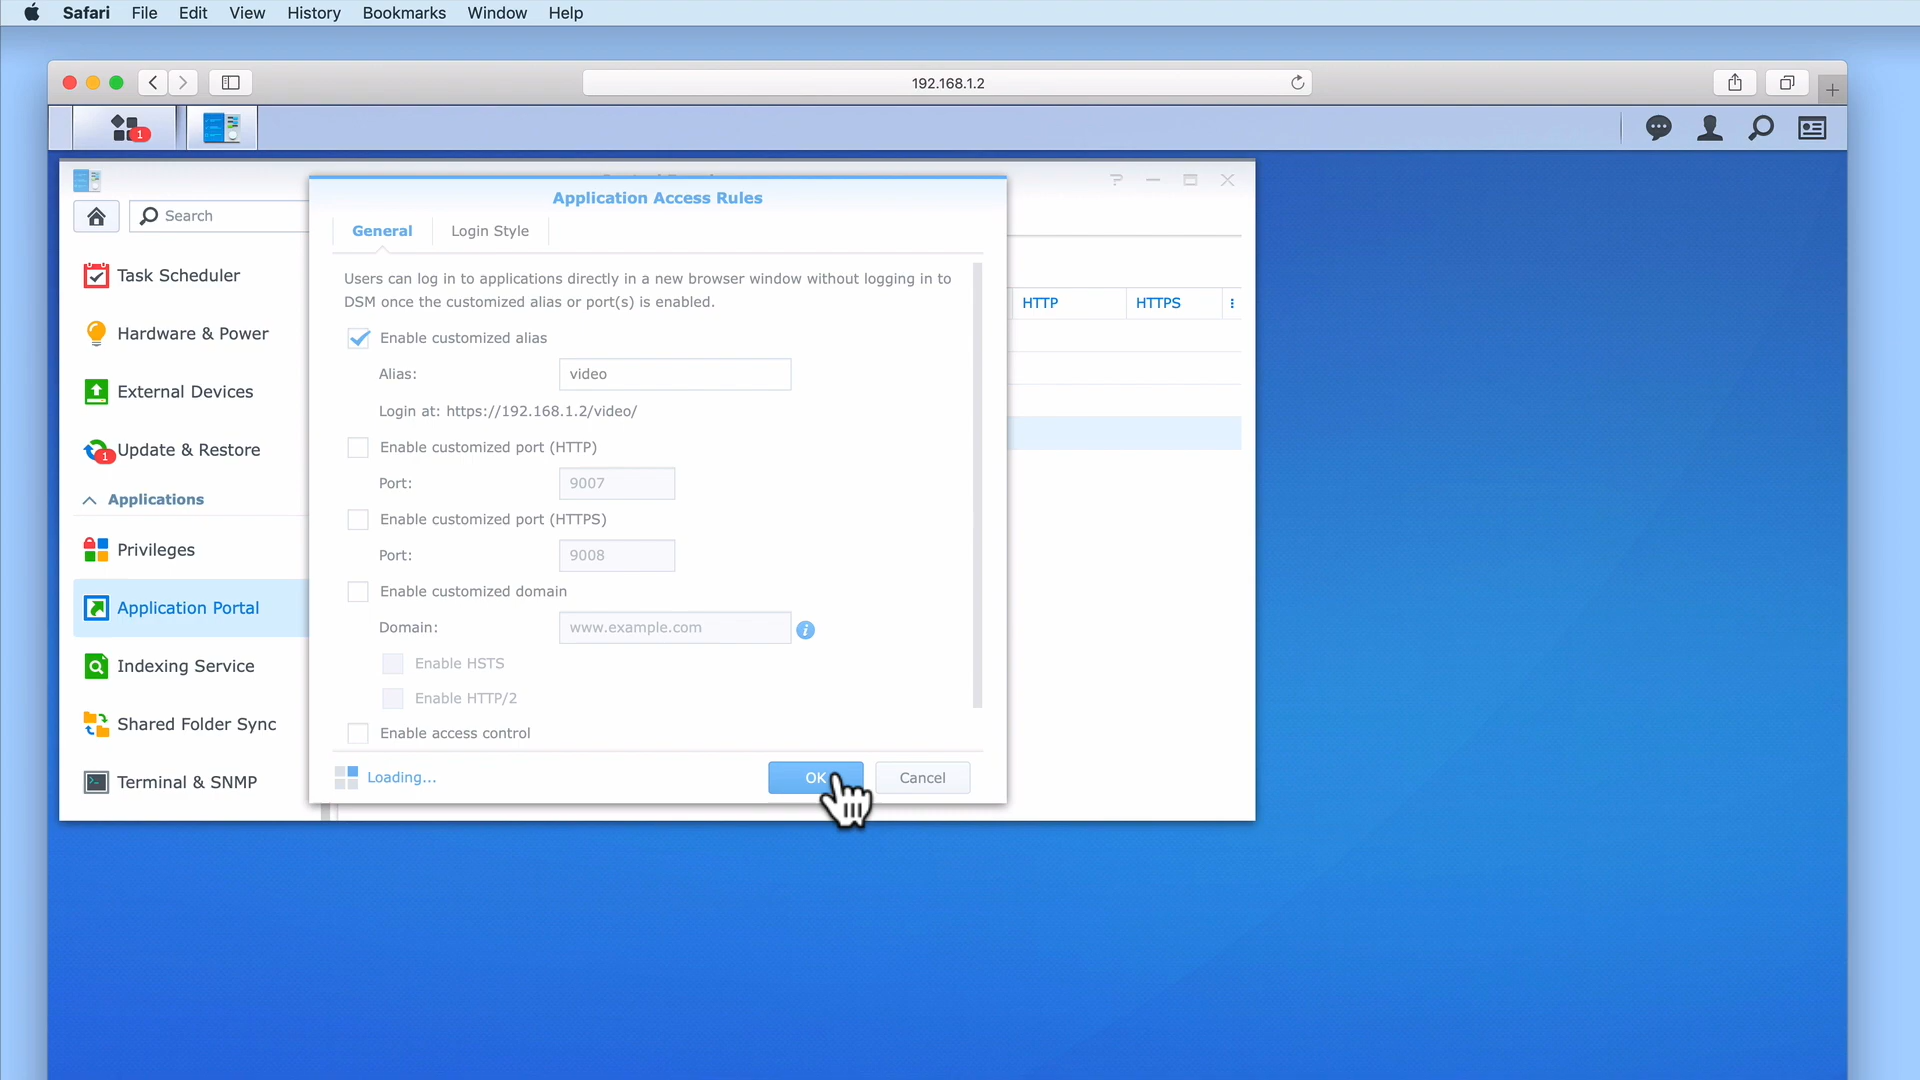 Safari File Edit View History Bookmarks Window Help
192.168.1.2
1
Search
Task Scheduler
Hardware & Power
External Devices
1
Update & Restore
Applications
Privileges
Application Portal
Indexing Service
Shared Folder Sync
Terminal & SNMP
HTTP HTTPS
Application Access Rules
General Login Style
Users can log in to applications directly in a new browser window without logging in to
DSM once the customized alias or port(s) is enabled.
Enable customized alias
Alias: video
Login at: https://192.168.1.2/video/
Enable customized port (HTTP)
Port: 9007
Enable customized port (HTTPS)
Port: 9008
Enable customized domain
Domain: www.example.com
Enable HSTS
Enable HTTP/2
Enable access control
Loading... OK Cancel